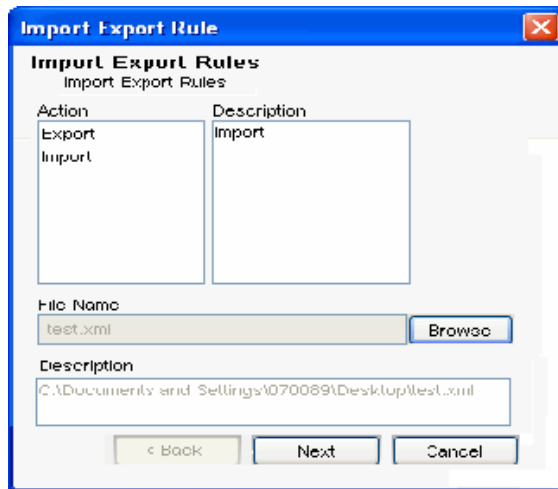 Import Export Rule
Import Export Rules
Import Export Rules
Action
Description
Export
Import
Import
File Name
test.xml
Browse
Description
C:\Documents and Settings\070089\Desktop\test.xml
< Back
Next
Cancel